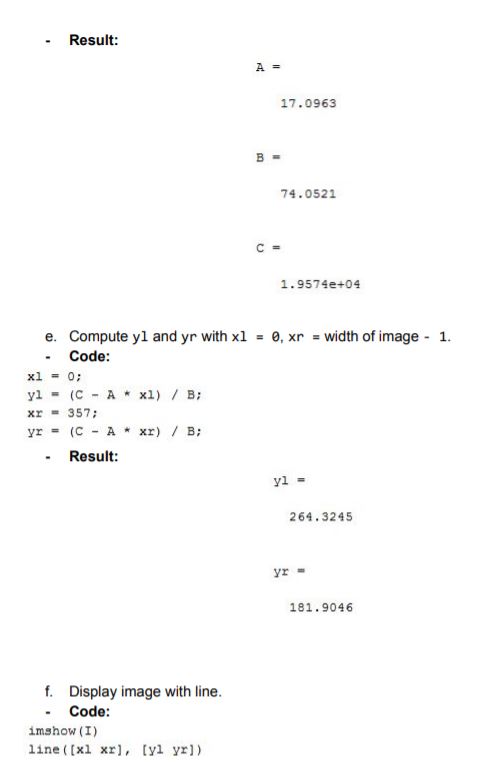 - Result:
A =
17.0963
B =
74.0521
C =
1.9574e+04
e. Compute yl and yr with xl = 0, xr = width of image - 1.
- Code:
xl = 0;
yl = (C - A * xl) / B;
xr = 357;
yr = (C - A * xr) / B;
- Result:
yl =
264.3245
yr =
181.9046
f. Display image with line.
- Code:
imshow(I)
line([xl xr], [yl yr])